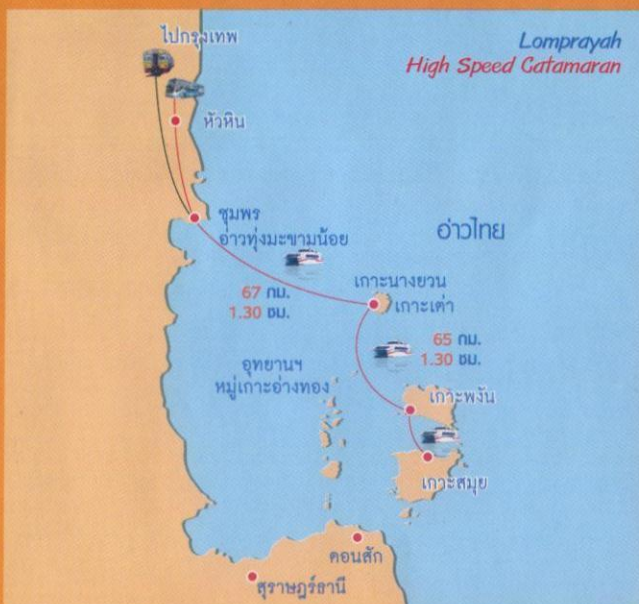 Lomprayah
High Speed Catamaran
ไปกรุงเทพ
หัวหิน
ชุมพร
อ่าวทุ่งมะขามน้อย
อ่าวไทย
67 กม.
1.30 ชม.
เกาะนางยวน
เกาะเต่า
65 กม.
1.30 ชม.
อุทยานฯ
หมู่เกาะอ่างทอง
เกาะพงัน
เกาะสมุย
ดอนสัก
สุราษฎร์ธานี